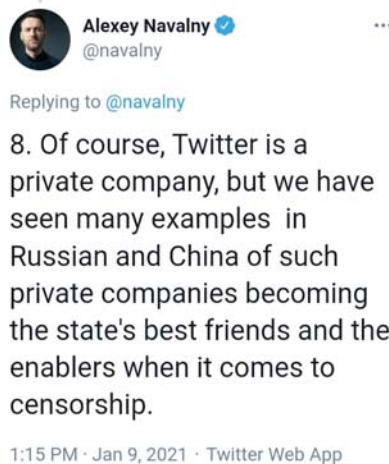 Alexey Navalny
@navalny
Replying to @navalny
8. Of course, Twitter is a
private company, but we have
seen many examples in
Russian and China of such
private companies becoming
the state's best friends and the
enablers when it comes to
censorship.
1:15 PM · Jan 9, 2021 · Twitter Web App